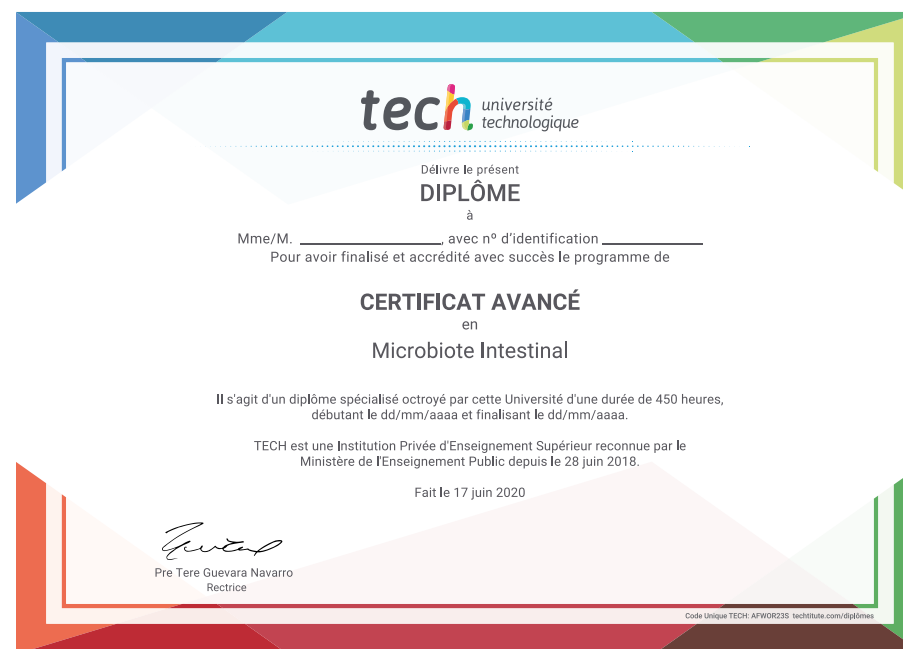 tech université
technologique
Délivre le présent
DIPLÔME
à
Mme/M. ____________________, avec nº d'identification ______________
Pour avoir finalisé et accrédité avec succès le programme de
CERTIFICAT AVANCÉ
en
Microbiote Intestinal
Il s'agit d'un diplôme spécialisé octroyé par cette Université d'une durée de 450 heures,
débutant le dd/mm/aaaa et finalisant le dd/mm/aaaa.
TECH est une Institution Privée d'Enseignement Supérieur reconnue par le
Ministère de l'Enseignement Public depuis le 28 juin 2018.
Fait le 17 juin 2020
Pre Tere Guevara Navarro
Rectrice
Code Unique TECH: AFWOR23S techtitute.com/diplômes